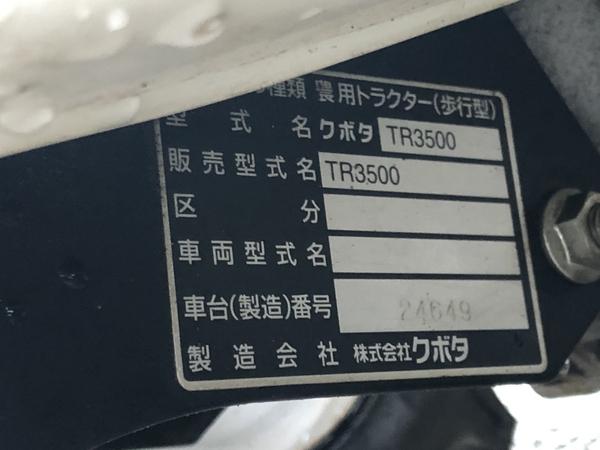 種類 農用トラクター(歩行型)
型式名 クボタ TR3500
販売型式名 TR3500
区分
車両型式名
車台(製造)番号 24649
製造会社 株式会社クボタ